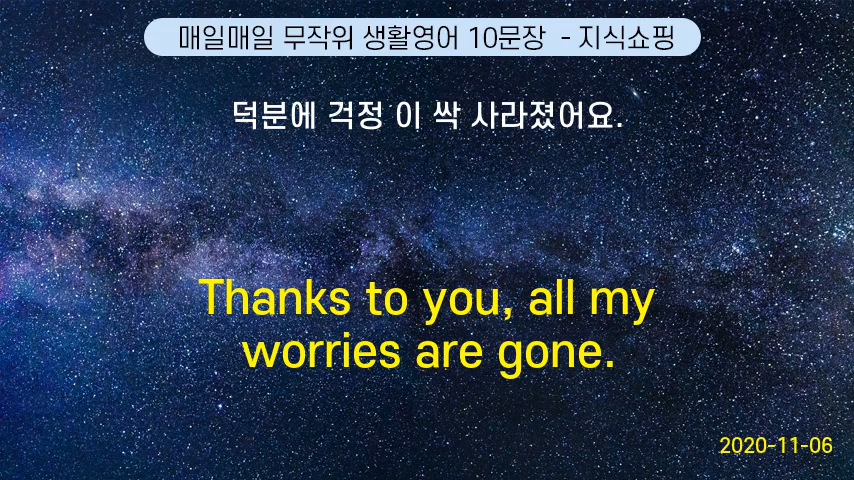 매일매일 무작위 생활영어 10문장 - 지식쇼핑
덕분에 걱정 이 싹 사라졌어요.
Thanks to you, all my
worries are gone.
2020-11-06